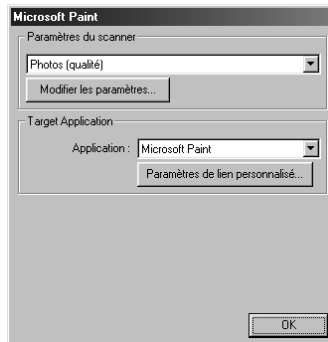 Microsoft Paint
Paramètres du scanner
Photos (qualité)
Modifier les paramètres...
Target Application
Application : Microsoft Paint
Paramètres de lien personnalisé...
OK